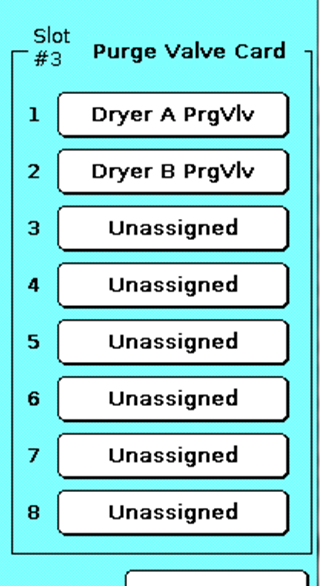 Slot
#3
Purge Valve Card
1 Dryer A PrgVlv
2 Dryer B PrgVlv
3 Unassigned
4 Unassigned
5 Unassigned
6 Unassigned
7 Unassigned
8 Unassigned